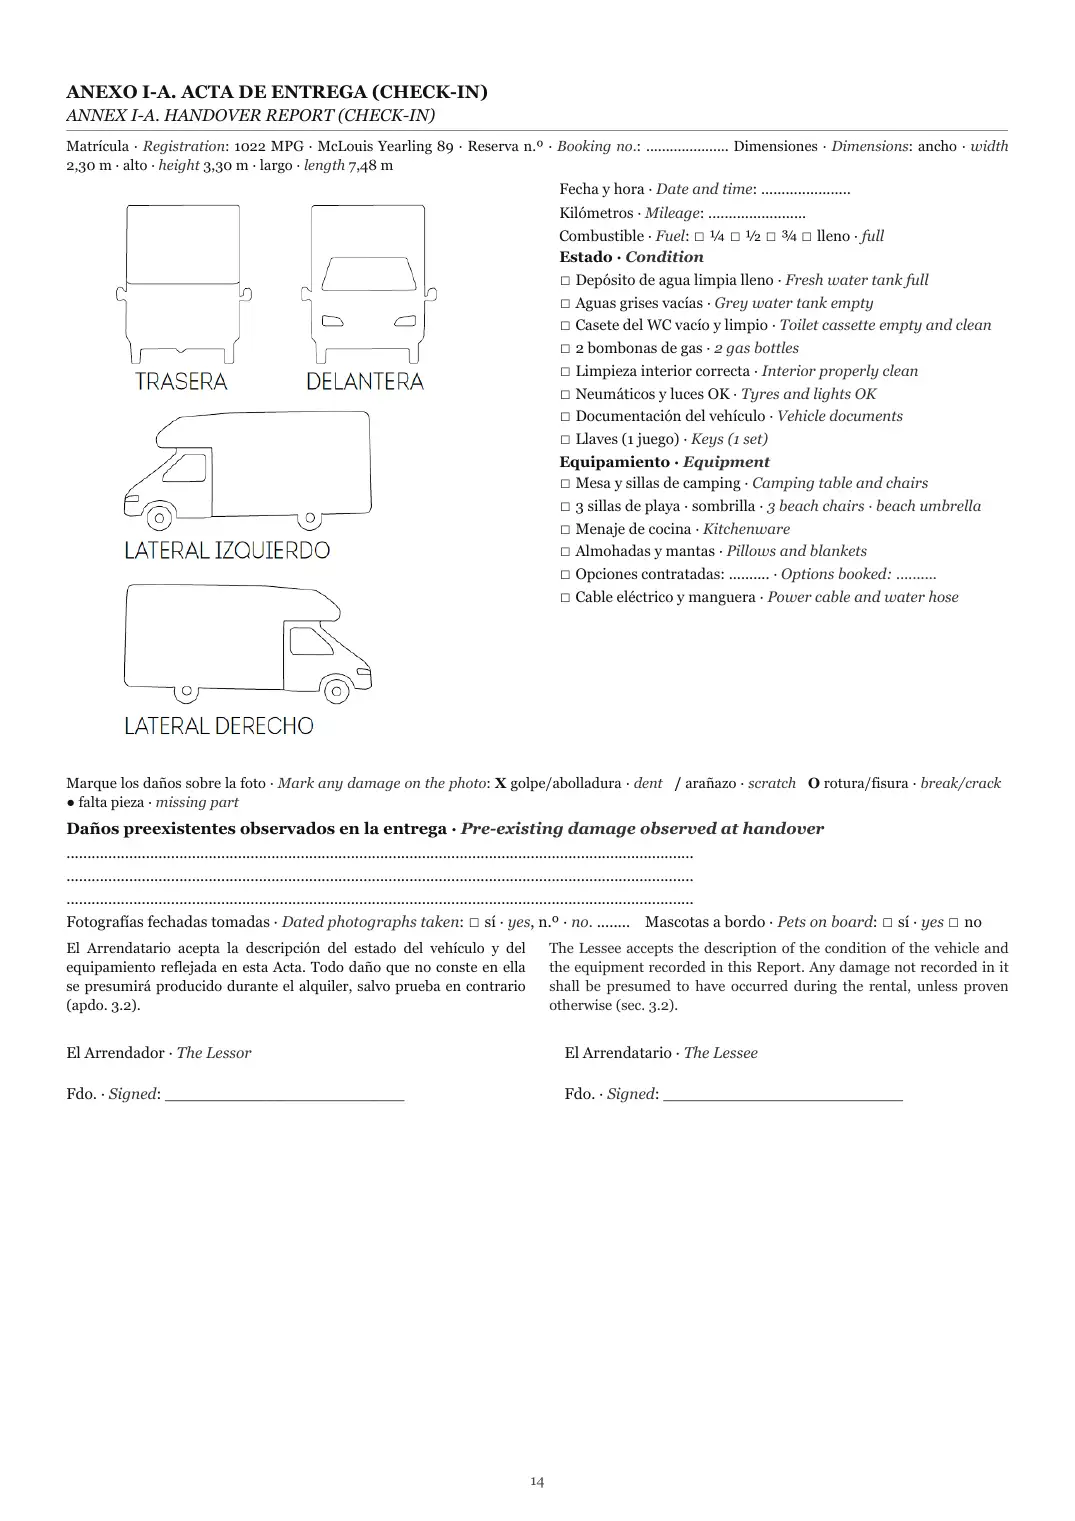 ANEXO I-A. ACTA DE ENTREGA (CHECK-IN)
ANNEX I-A. HANDOVER REPORT (CHECK-IN)
Matrícula · Registration: 1022 MPG · McLouis Yearling 89 · Reserva n.º · Booking no.: ..................... Dimensiones · Dimensions: ancho · width
2,30 m · alto · height 3,30 m · largo · length 7,48 m
TRASERA
DELANTERA
LATERAL IZQUIERDO
LATERAL DERECHO
Fecha y hora · Date and time: ......................
Kilómetros · Mileage: ........................
Combustible · Fuel: □ ¼ □ ½ □ ¾ □ lleno · full
Estado · Condition
□ Depósito de agua limpia lleno · Fresh water tank full
□ Aguas grises vacías · Grey water tank empty
□ Casete del WC vacío y limpio · Toilet cassette empty and clean
□ 2 bombonas de gas · 2 gas bottles
□ Limpieza interior correcta · Interior properly clean
□ Neumáticos y luces OK · Tyres and lights OK
□ Documentación del vehículo · Vehicle documents
□ Llaves (1 juego) · Keys (1 set)
Equipamiento · Equipment
□ Mesa y sillas de camping · Camping table and chairs
□ 3 sillas de playa · sombrilla · 3 beach chairs · beach umbrella
□ Menaje de cocina · Kitchenware
□ Almohadas y mantas · Pillows and blankets
□ Opciones contratadas: .......... · Options booked: ..........
□ Cable eléctrico y manguera · Power cable and water hose
Marque los daños sobre la foto · Mark any damage on the photo: X golpe/abolladura · dent / arañazo · scratch O rotura/fisura · break/crack
● falta pieza · missing part
Daños preexistentes observados en la entrega · Pre-existing damage observed at handover
......................................................................................................................................................
......................................................................................................................................................
......................................................................................................................................................
Fotografías fechadas tomadas · Dated photographs taken: □ sí · yes, n.º · no. ........ Mascotas a bordo · Pets on board: □ sí · yes □ no
El Arrendatario acepta la descripción del estado del vehículo y del
equipamiento reflejada en esta Acta. Todo daño que no conste en ella
se presumirá producido durante el alquiler, salvo prueba en contrario
(apdo. 3.2).
The Lessee accepts the description of the condition of the vehicle and
the equipment recorded in this Report. Any damage not recorded in it
shall be presumed to have occurred during the rental, unless proven
otherwise (sec. 3.2).
El Arrendador · The Lessor
El Arrendatario · The Lessee
Fdo. · Signed: ____________________________
Fdo. · Signed: ____________________________
14